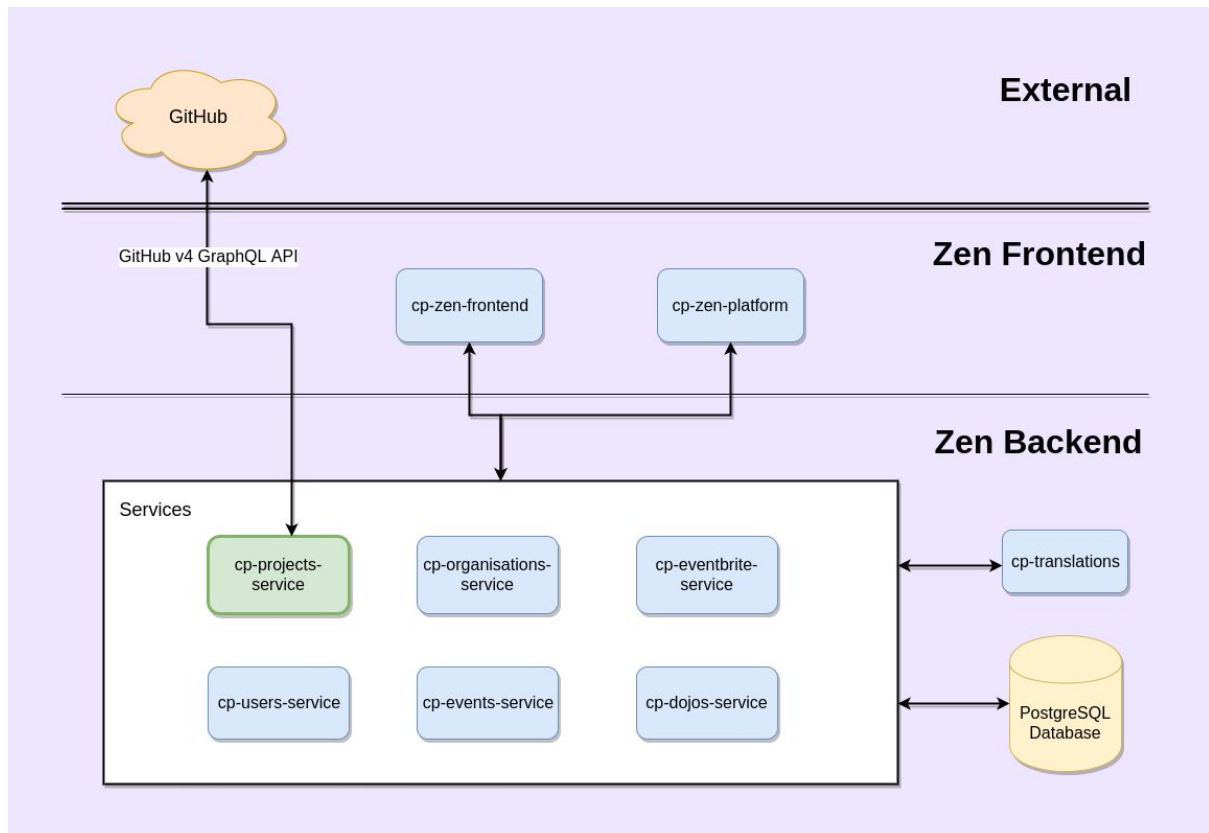 External
GitHub
Zen Frontend
GitHub v4 GraphQL API
cp-zen-frontend
cp-zen-platform
Zen Backend
Services
cp-projects-
service
cp-organisations-
service
cp-eventbrite-
service
cp-translations
cp-users-service
cp-events-service
cp-dojos-service
PostgreSQL
Database